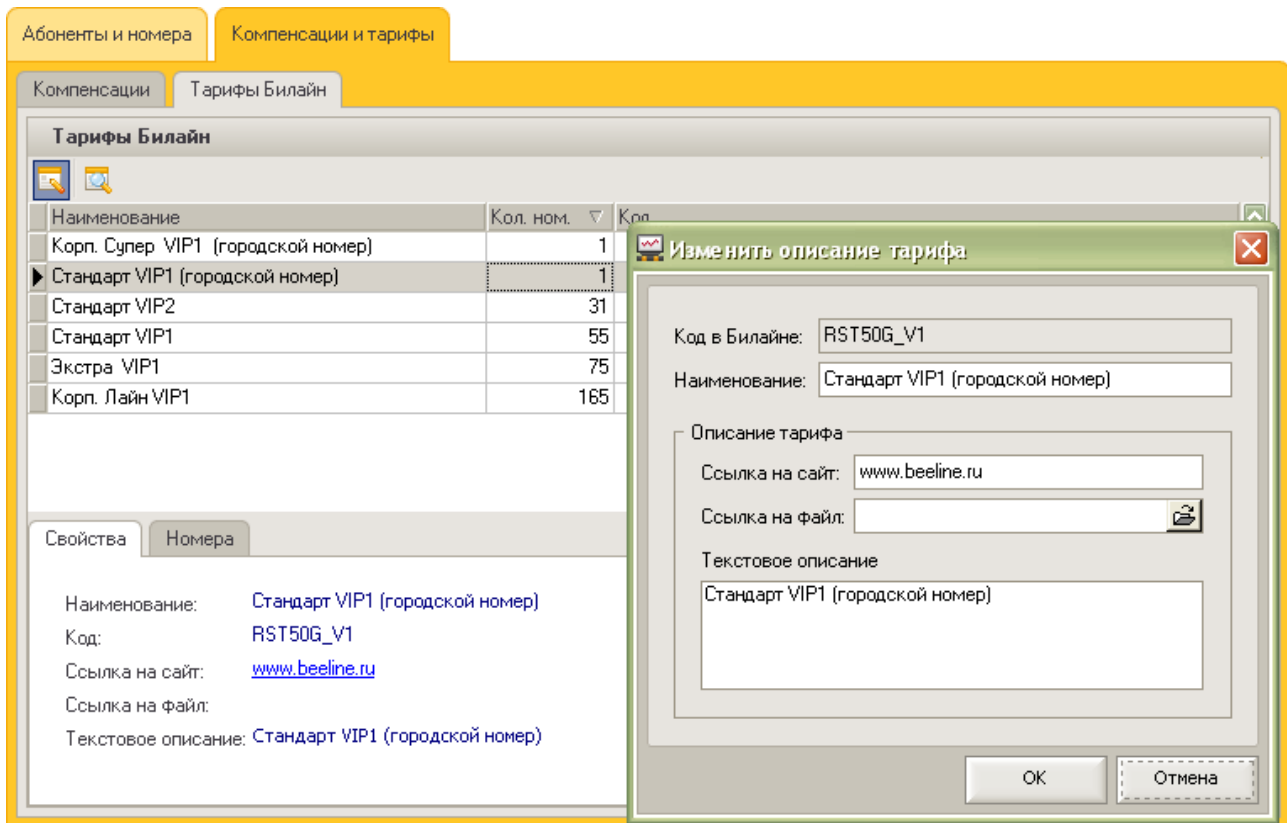 Абоненты и номера Компенсации и тарифы
Компенсации Тарифы Билайн
Тарифы Билайн
Наименование Кол. ном. Код
Корп. Супер VIP1 (городской номер) 1
Стандарт VIP1 (городской номер) 1
Стандарт VIP2 31
Стандарт VIP1 55
Экстра VIP1 75
Корп. Лайн VIP1 165
Свойства Номера
Наименование: Стандарт VIP1 (городской номер)
Код: RST50G_V1
Ссылка на сайт: www.beeline.ru
Ссылка на файл:
Текстовое описание: Стандарт VIP1 (городской номер)
Изменить описание тарифа
Код в Билайне: RST50G_V1
Наименование: Стандарт VIP1 (городской номер)
Описание тарифа
Ссылка на сайт: www.beeline.ru
Ссылка на файл:
Текстовое описание
Стандарт VIP1 (городской номер)
OK Отмена